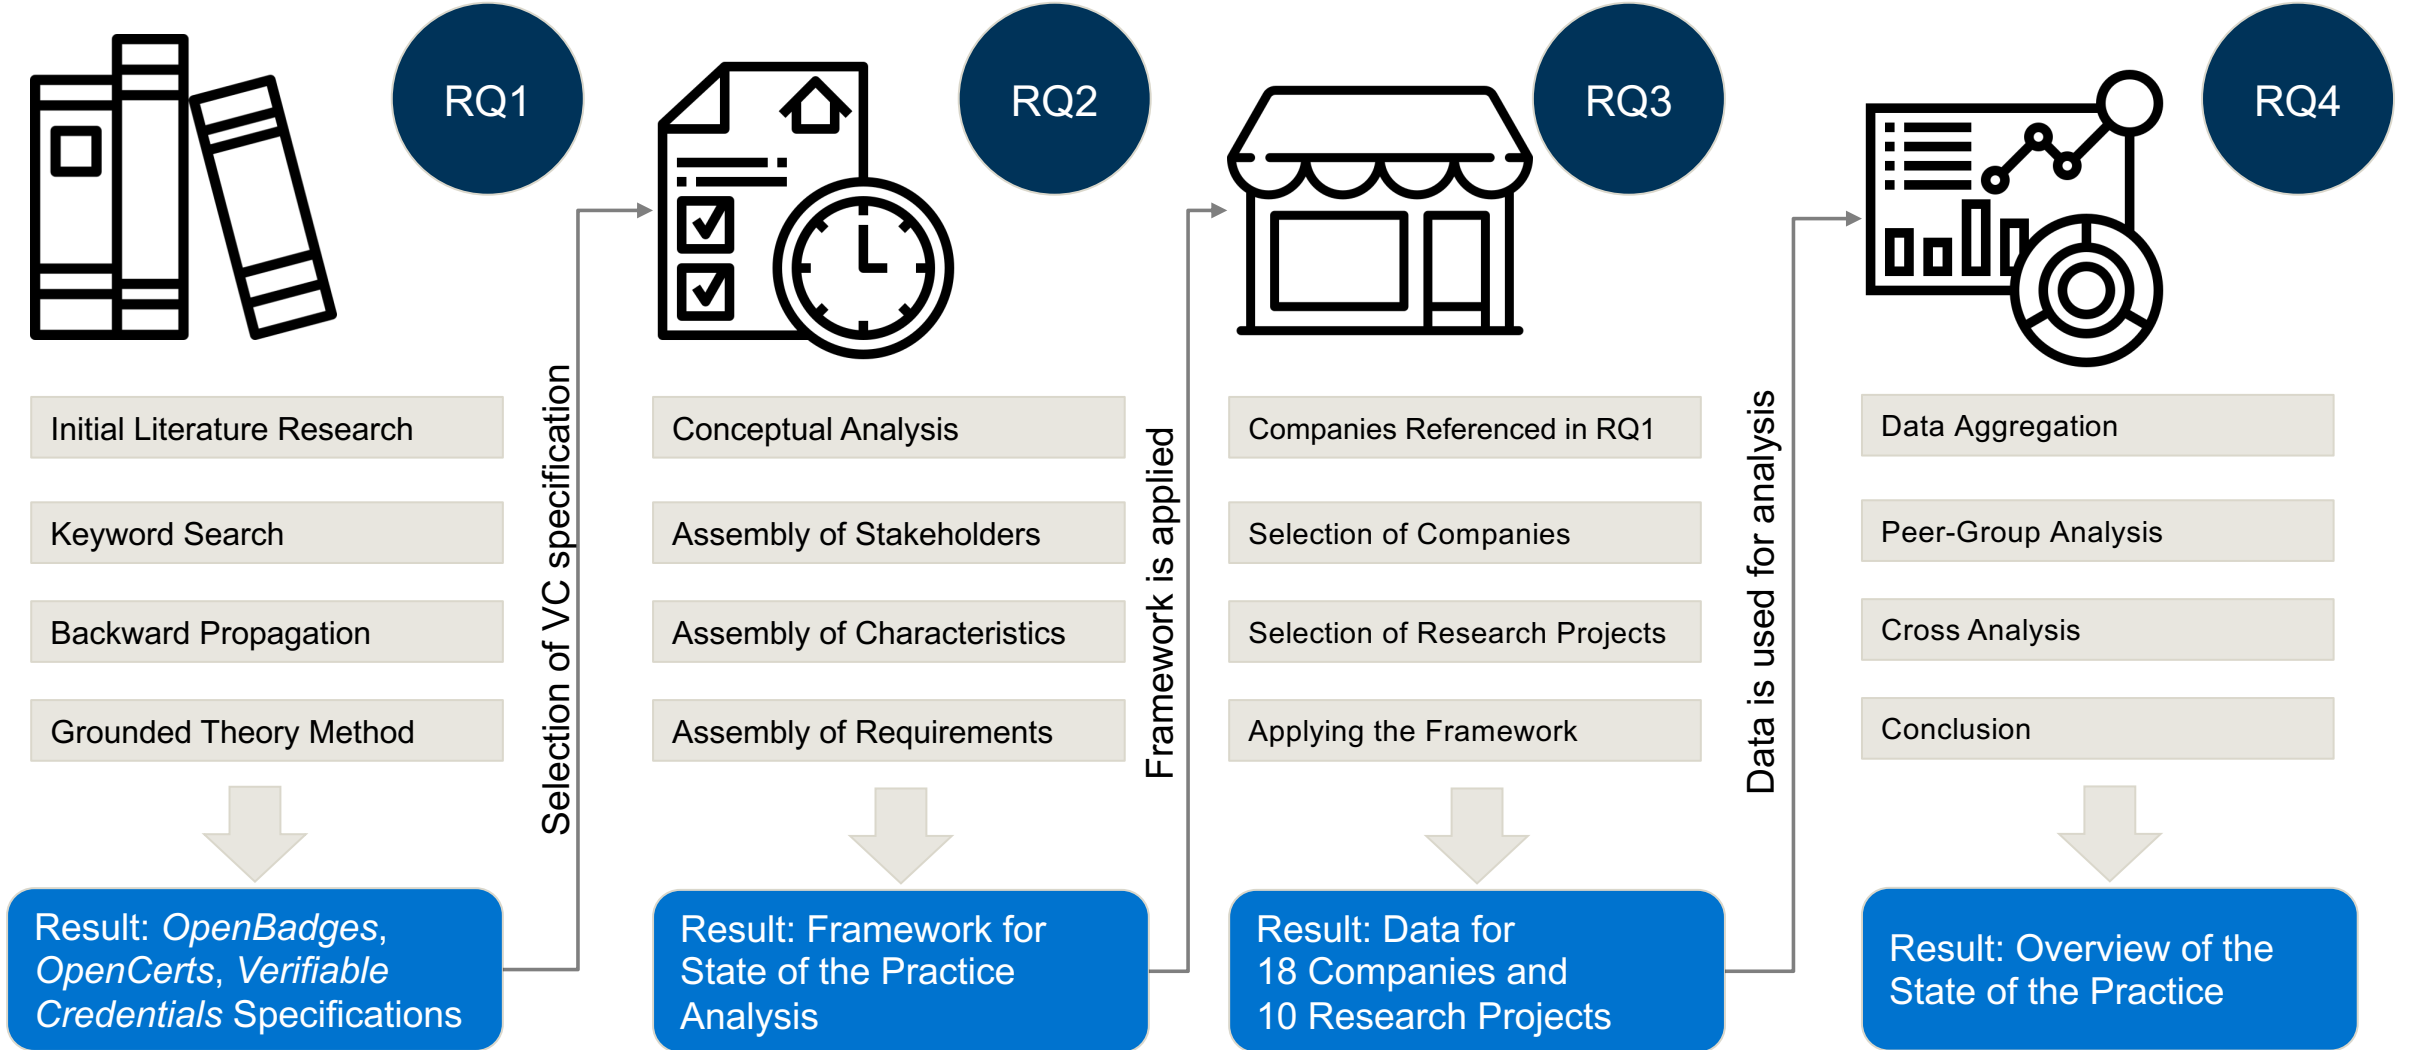 RQ1
Initial Literature Research
Keyword Search
Backward Propagation
Grounded Theory Method
Result: OpenBadges,
OpenCerts, Verifiable
Credentials Specifications
Selection of VC specification
RQ2
Conceptual Analysis
Assembly of Stakeholders
Assembly of Characteristics
Assembly of Requirements
Result: Framework for
State of the Practice
Analysis
Framework is applied
RQ3
Companies Referenced in RQ1
Selection of Companies
Selection of Research Projects
Applying the Framework
Result: Data for
18 Companies and
10 Research Projects
Data is used for analysis
RQ4
Data Aggregation
Peer-Group Analysis
Cross Analysis
Conclusion
Result: Overview of the
State of the Practice